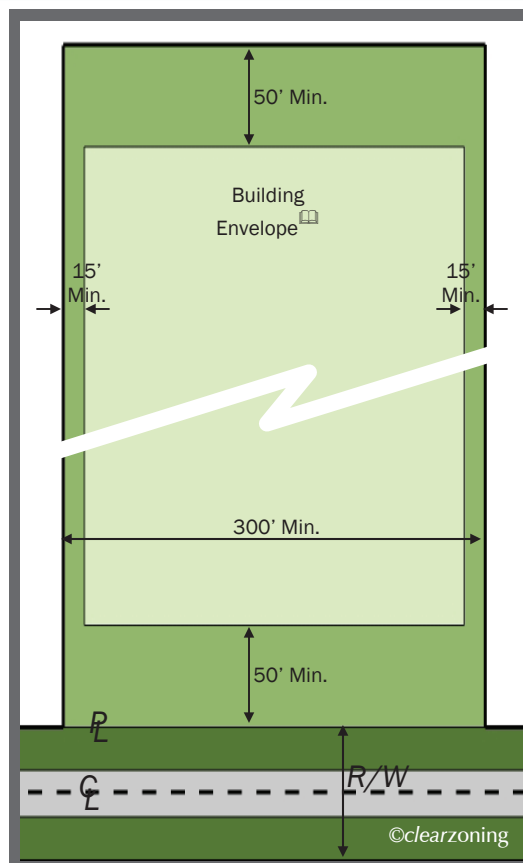 50’ Min.
Building
Envelope
15’
Min.
15’
Min.
300’ Min.
50’ Min.
PL
CL
R/W
©clearzoning